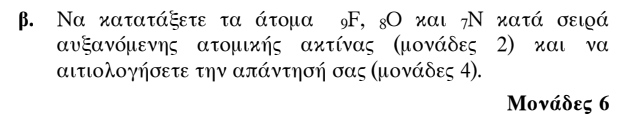 β. Να κατατάξετε τα άτομα ₉F, ₈O και ₇N κατά σειρά
αυξανόμενης ατομικής ακτίνας (μονάδες 2) και να
αιτιολογήσετε την απάντησή σας (μονάδες 4).
Μονάδες 6